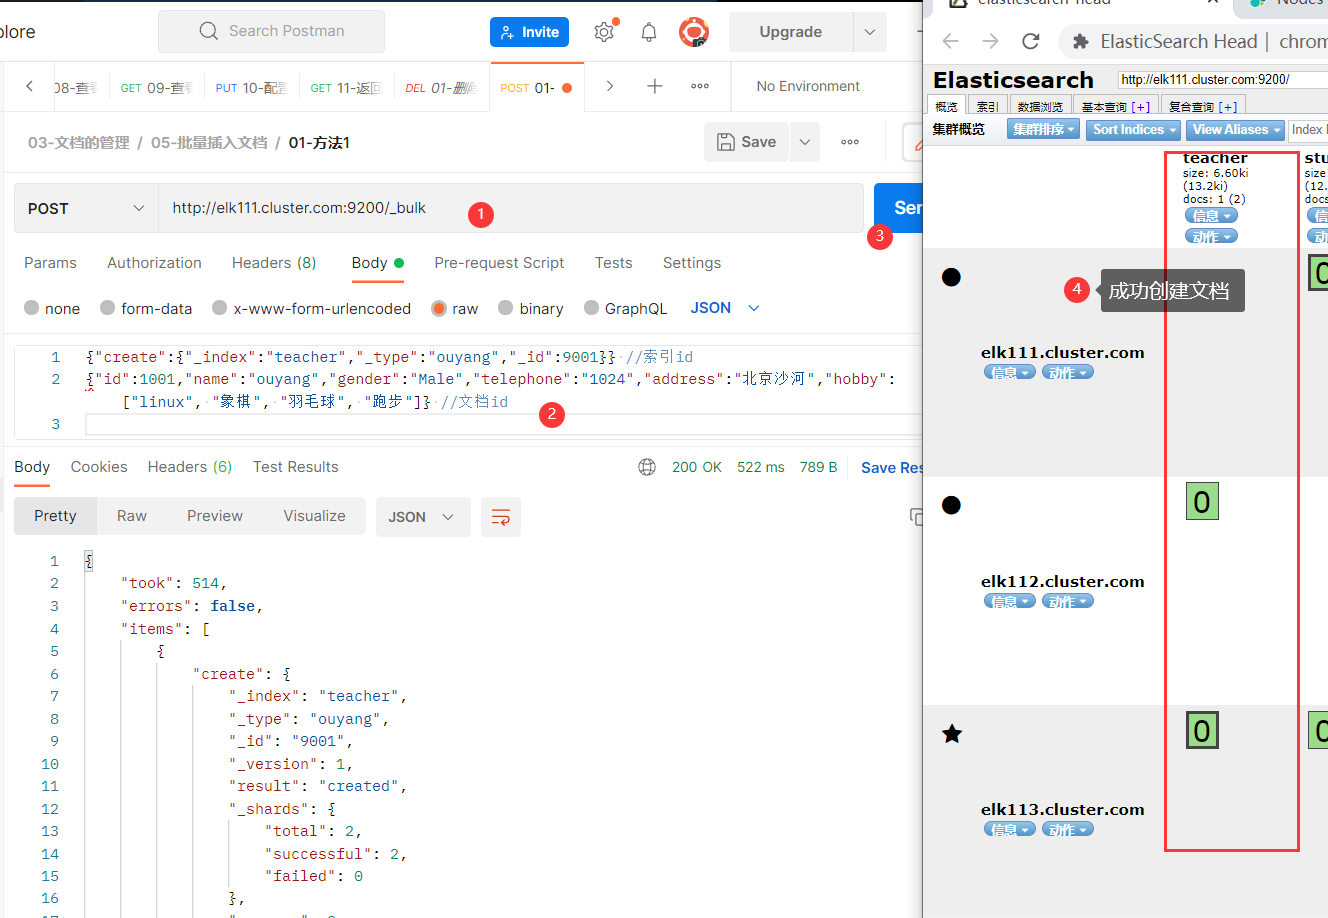 plore
Search Postman
Invite
Upgrade
08-查看
GET 09-查看
PUT 10-配置
GET 11-返回
DEL 01-删除
POST 01-
No Environment
03-文档的管理 / 05-批量插入文档 / 01-方法1
Save
POST
http://elk111.cluster.com:9200/_bulk
1
Sen
3
Params
Authorization
Headers (8)
Body
Pre-request Script
Tests
Settings
none
form-data
x-www-form-urlencoded
raw
binary
GraphQL
JSON
1 {"create":{"_index":"teacher","_type":"ouyang","_id":9001}} //索引id
2 {"id":1001,"name":"ouyang","gender":"Male","telephone":"1024","address":"北京沙河","hobby":
["linux", "象棋", "羽毛球", "跑步"]} //文档id
2
3
Body
Cookies
Headers (6)
Test Results
200 OK
522 ms
789 B
Save Res
Pretty
Raw
Preview
Visualize
JSON
1 {
2 "took": 514,
3 "errors": false,
4 "items": [
5 {
6 "create": {
7 "_index": "teacher",
8 "_type": "ouyang",
9 "_id": "9001",
10 "_version": 1,
11 "result": "created",
12 "_shards": {
13 "total": 2,
14 "successful": 2,
15 "failed": 0
16 },
ElasticSearch Head | chrom
Elasticsearch
http://elk111.cluster.com:9200/
概览
索引
数据浏览
基本查询 [+]
复合查询 [+]
集群概览
集群排序
Sort Indices
View Aliases
Index
teacher
size: 6.60ki
(13.2ki)
docs: 1 (2)
信息
动作
stu
size:
(12.
docs
信
动
4
成功创建文档
0
elk111.cluster.com
信息
动作
0
elk112.cluster.com
信息
动作
0
0
elk113.cluster.com
信息
动作